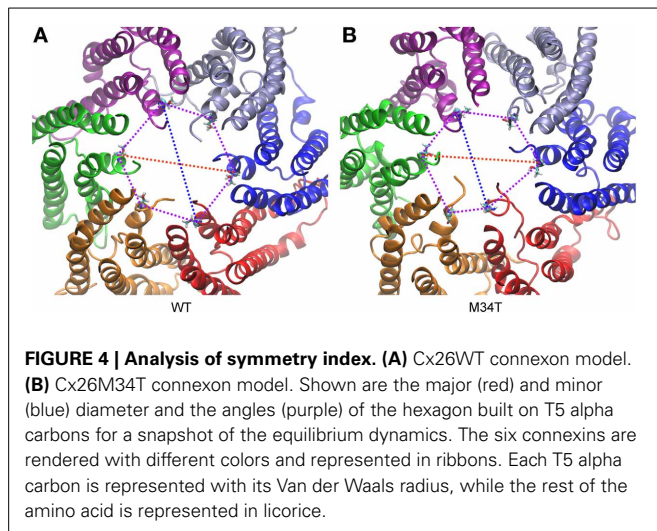 A
B
WT
M34T
FIGURE 4 | Analysis of symmetry index. (A) Cx26WT connexon model.
(B) Cx26M34T connexon model. Shown are the major (red) and minor
(blue) diameter and the angles (purple) of the hexagon built on T5 alpha
carbons for a snapshot of the equilibrium dynamics. The six connexins are
rendered with different colors and represented in ribbons. Each T5 alpha
carbon is represented with its Van der Waals radius, while the rest of the
amino acid is represented in licorice.